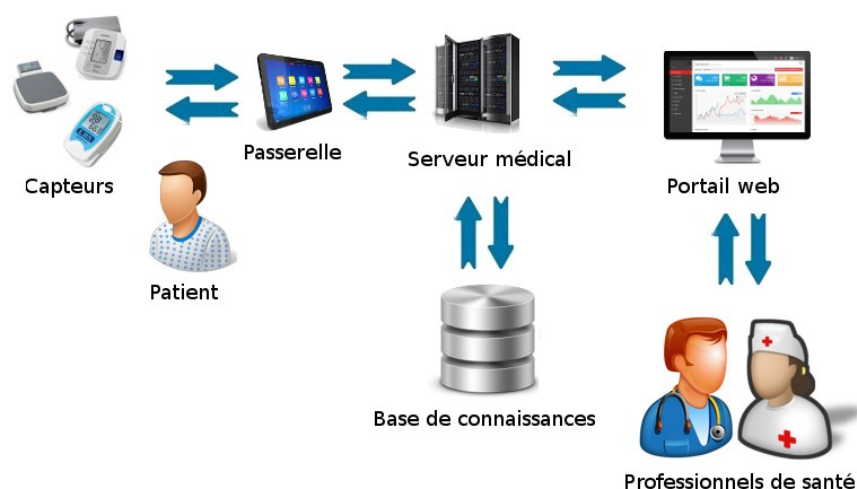 Capteurs
Passerelle
Serveur médical
Portail web
Patient
Base de connaissances
Professionnels de santé